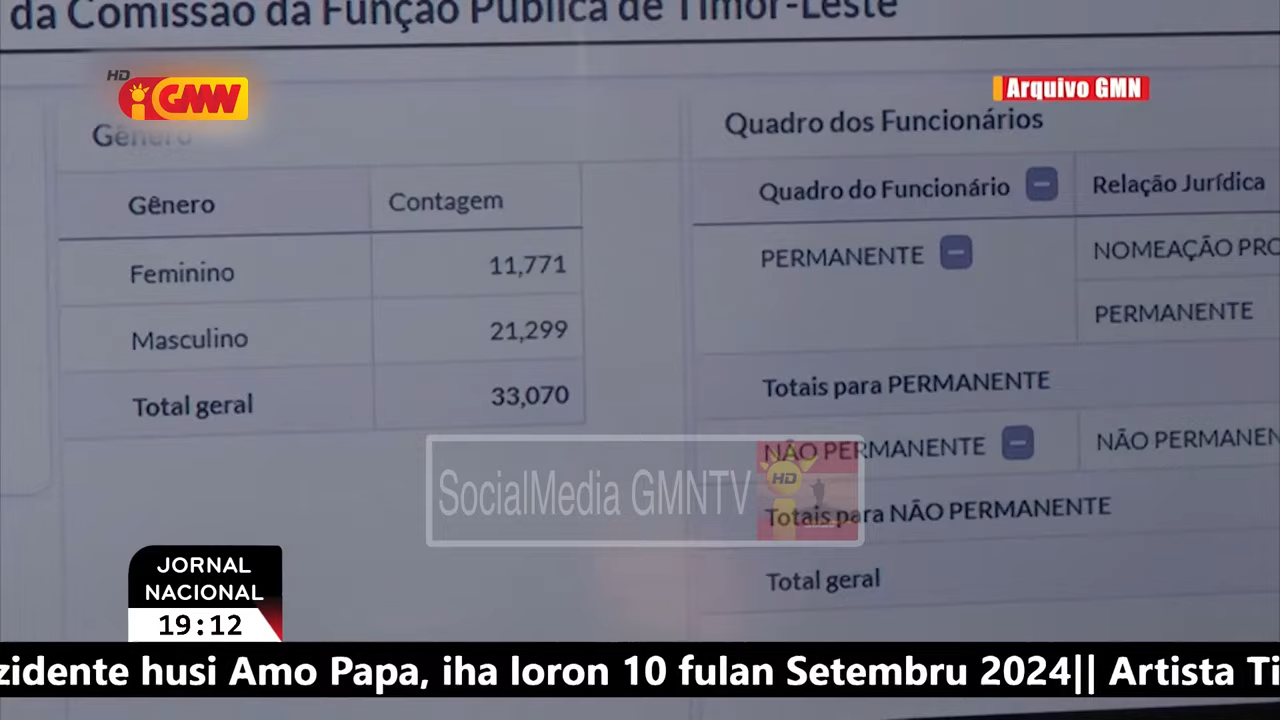 da Comissão da Função Pública de Timor-Leste
HD
GMN
Arquivo GMN
Gênero
Quadro dos Funcionários
Gênero
Contagem
Quadro do Funcionário
Relação Jurídica
Feminino
11,771
PERMANENTE
NOMEAÇÃO PRO
Masculino
21,299
PERMANENTE
Total geral
33,070
Totais para PERMANENTE
NÃO PERMANENTE
NÃO PERMANEN
SocialMedia GMNTV
HD
Totais para NÃO PERMANENTE
Total geral
JORNAL
NACIONAL
19:12
zidente husi Amo Papa, iha loron 10 fulan Setembru 2024|| Artista Ti